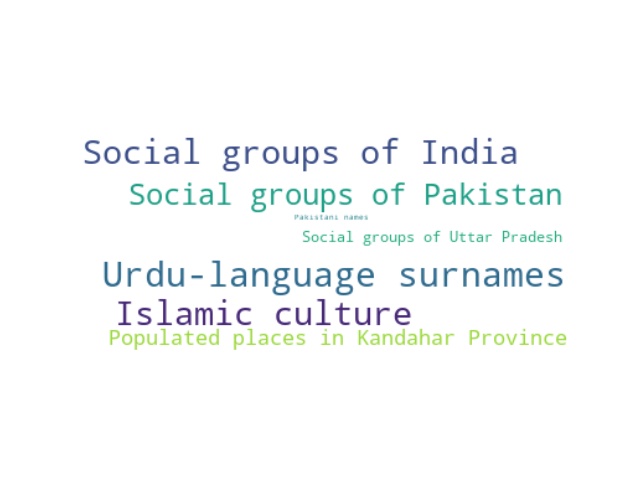 Social groups of India
Social groups of Pakistan
Pakistani names
Social groups of Uttar Pradesh
Urdu-language surnames
Islamic culture
Populated places in Kandahar Province